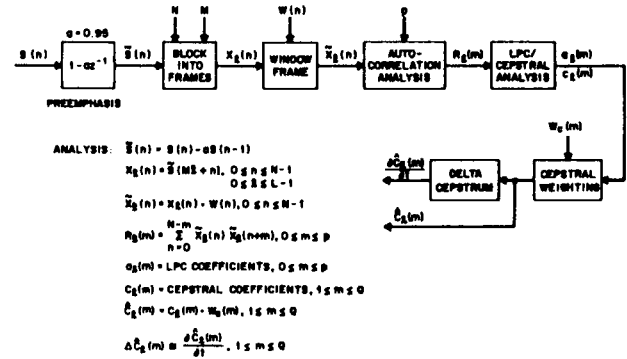 N M W(n) p
a = 0.95
S(n) 1-az⁻¹ S̃(n) BLOCK INTO FRAMES Xℓ(n) WINDOW FRAME X̃ℓ(n) AUTO-CORRELATION ANALYSIS Rℓ(m) LPC/CEPSTRAL ANALYSIS aℓ(m) cℓ(m)
PREEMPHASIS
Wc(m)
∂Ĉℓ(m)/∂t DELTA CEPSTRUM CEPSTRAL WEIGHTING
Ĉℓ(m)
ANALYSIS: S̃(n) = S(n) - aS(n-1)
Xℓ(n) = S̃(Mℓ+n), 0≤n≤N-1
0≤ℓ≤L-1
X̃ℓ(n) = Xℓ(n) · W(n), 0≤n≤N-1
Rℓ(m) = Σ_{n=0}^{N-m} X̃ℓ(n) X̃ℓ(n+m), 0≤m≤p
aℓ(m) = LPC COEFFICIENTS, 0≤m≤p
Cℓ(m) = CEPSTRAL COEFFICIENTS, 1≤m≤Q
Ĉℓ(m) = Cℓ(m) · Wc(m), 1≤m≤Q
ΔĈℓ(m) ≅ ∂Ĉℓ(m)/∂t, 1≤m≤Q